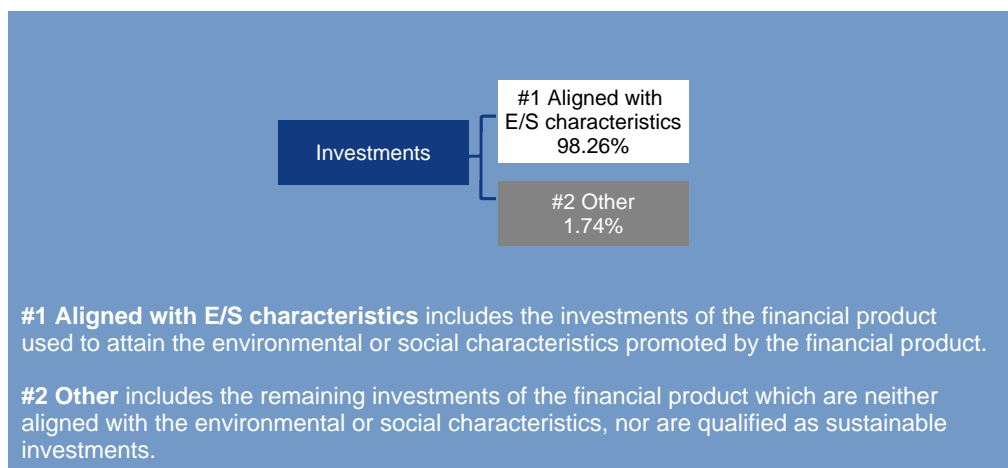 Investments
#1 Aligned with
E/S characteristics
98.26%
#2 Other
1.74%
#1 Aligned with E/S characteristics includes the investments of the financial product
used to attain the environmental or social characteristics promoted by the financial product.
#2 Other includes the remaining investments of the financial product which are neither
aligned with the environmental or social characteristics, nor are qualified as sustainable
investments.